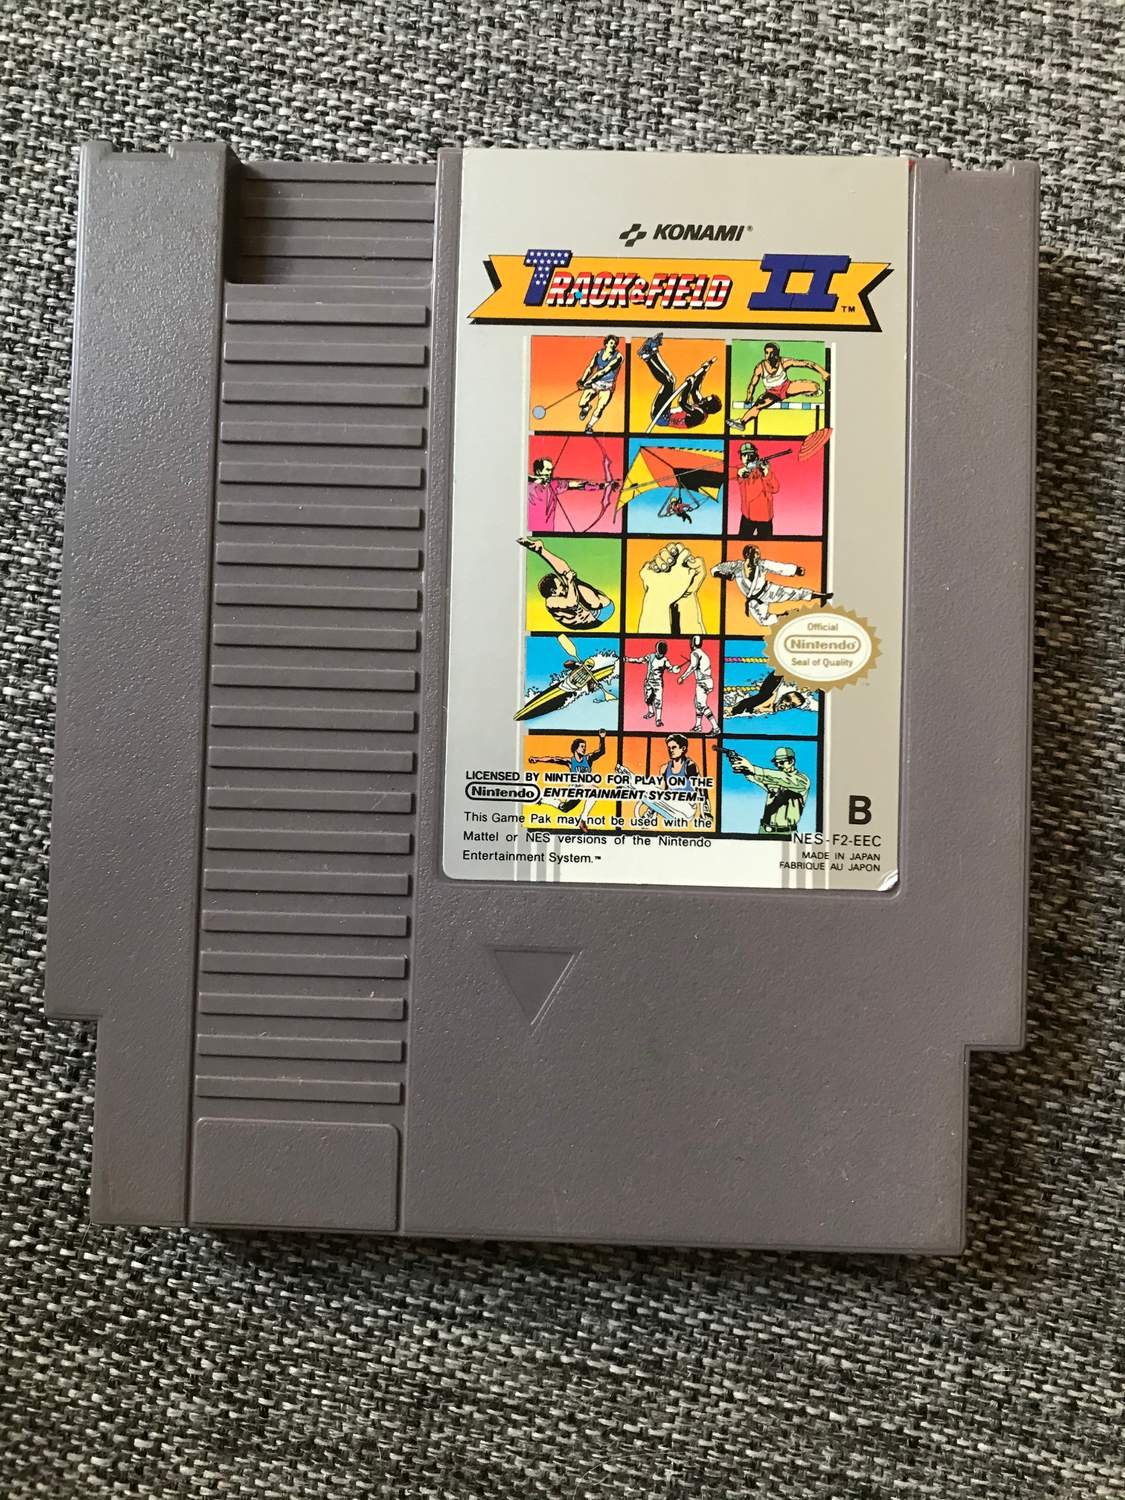 KONAMI®
TRACK & FIELD II™
Official
Nintendo®
Seal of Quality
LICENSED BY NINTENDO FOR PLAY ON THE
Nintendo ENTERTAINMENT SYSTEM™
This Game Pak may not be used with the
Mattel or NES versions of the Nintendo
Entertainment System.™
B
NES-F2-EEC
MADE IN JAPAN
FABRIQUE AU JAPON